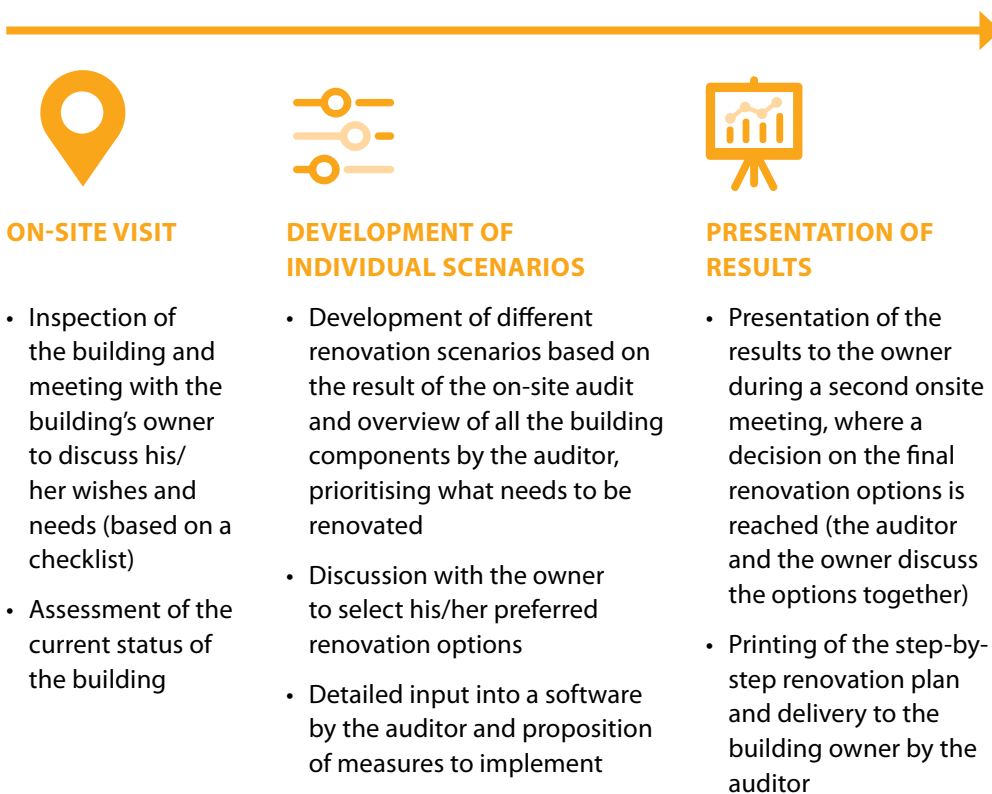 ON-SITE VISIT
• Inspection of
the building and
meeting with the
building’s owner
to discuss his/
her wishes and
needs (based on a
checklist)
• Assessment of the
current status of
the building
DEVELOPMENT OF
INDIVIDUAL SCENARIOS
• Development of different
renovation scenarios based on
the result of the on-site audit
and overview of all the building
components by the auditor,
prioritising what needs to be
renovated
• Discussion with the owner
to select his/her preferred
renovation options
• Detailed input into a software
by the auditor and proposition
of measures to implement
PRESENTATION OF
RESULTS
• Presentation of the
results to the owner
during a second onsite
meeting, where a
decision on the final
renovation options is
reached (the auditor
and the owner discuss
the options together)
• Printing of the step-by-
step renovation plan
and delivery to the
building owner by the
auditor